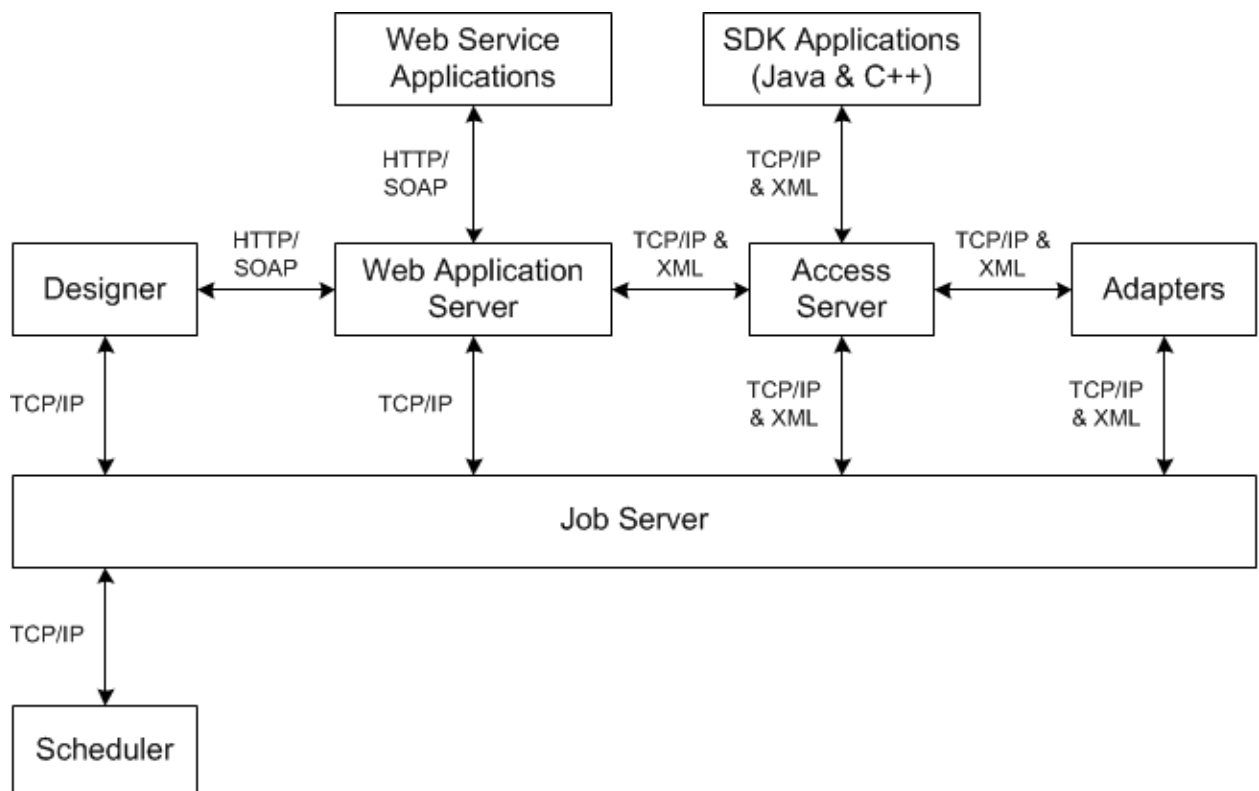 Web Service
Applications
SDK Applications
(Java & C++)
HTTP/
SOAP
TCP/IP
& XML
HTTP/
SOAP
TCP/IP &
XML
TCP/IP &
XML
Designer
Web Application
Server
Access
Server
Adapters
TCP/IP
TCP/IP
TCP/IP
& XML
TCP/IP
& XML
Job Server
TCP/IP
Scheduler